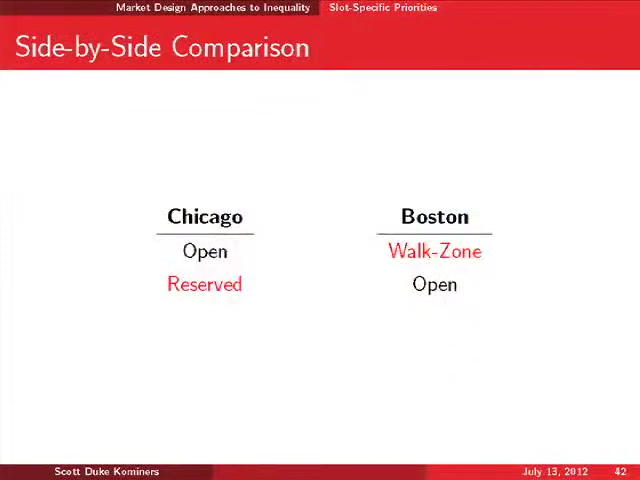 Market Design Approaches to Inequality Slot-Specific Priorities
Side-by-Side Comparison
Chicago Boston
Open Walk-Zone
Reserved Open
Scott Duke Kominers July 13, 2012 42